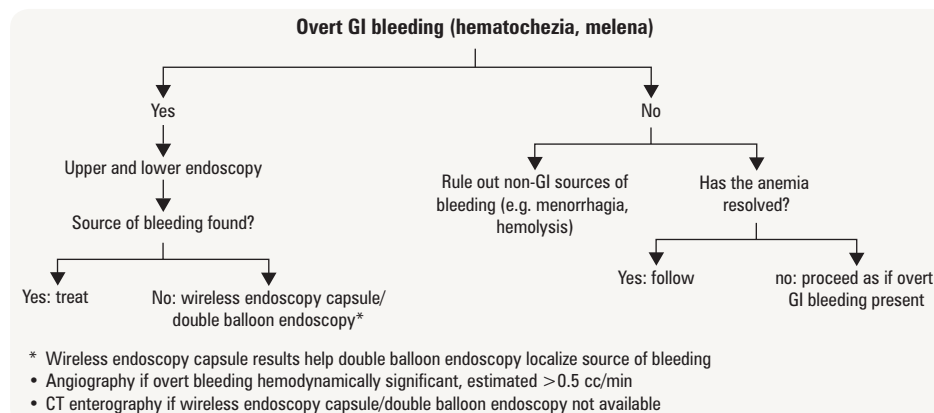 Overt GI bleeding (hematochezia, melena)
Yes
No
Upper and lower endoscopy
Rule out non-GI sources of
bleeding (e.g. menorrhagia,
hemolysis)
Has the anemia
resolved?
Source of bleeding found?
Yes: treat
No: wireless endoscopy capsule/
double balloon endoscopy*
Yes: follow
no: proceed as if overt
GI bleeding present
* Wireless endoscopy capsule results help double balloon endoscopy localize source of bleeding
• Angiography if overt bleeding hemodynamically significant, estimated >0.5 cc/min
• CT enterography if wireless endoscopy capsule/double balloon endoscopy not available